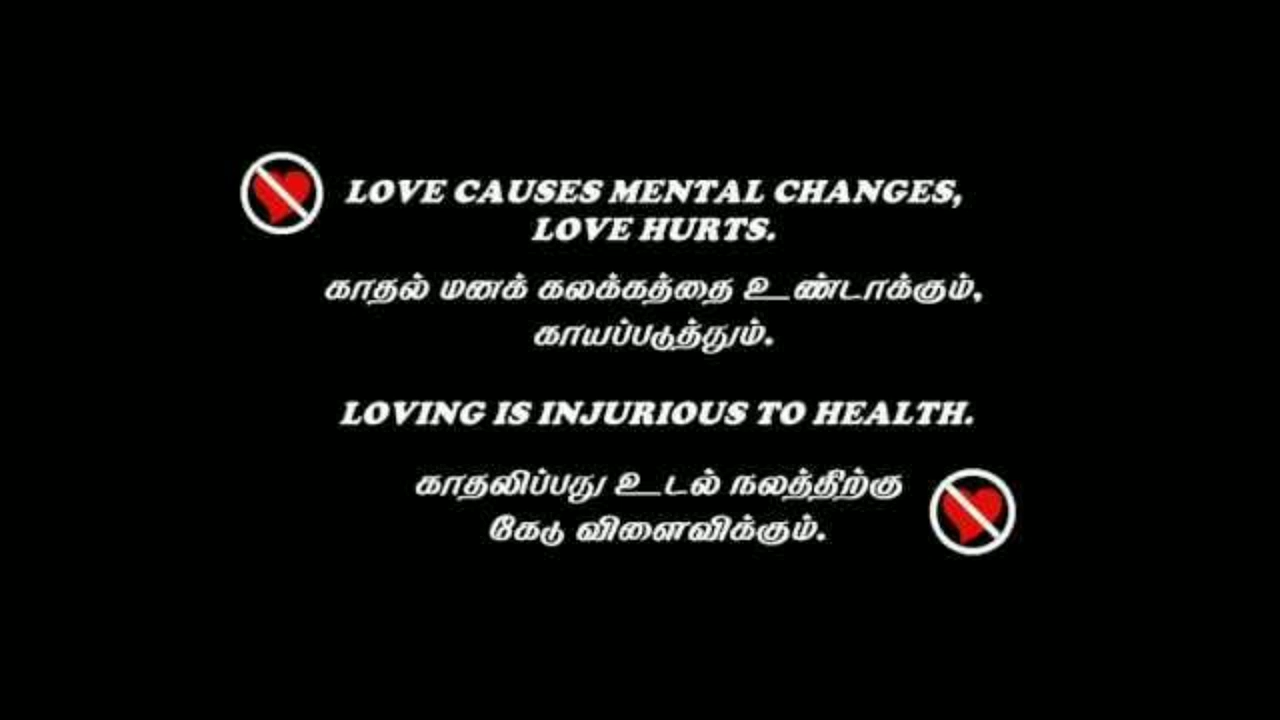 LOVE CAUSES MENTAL CHANGES,
LOVE HURTS.
காதல் மனக் கலக்கத்தை உண்டாக்கும்,
காயப்படுத்தும்.
LOVING IS INJURIOUS TO HEALTH.
காதலிப்பது உடல் நலத்தீற்கு
கேடு விளைவிக்கும்.